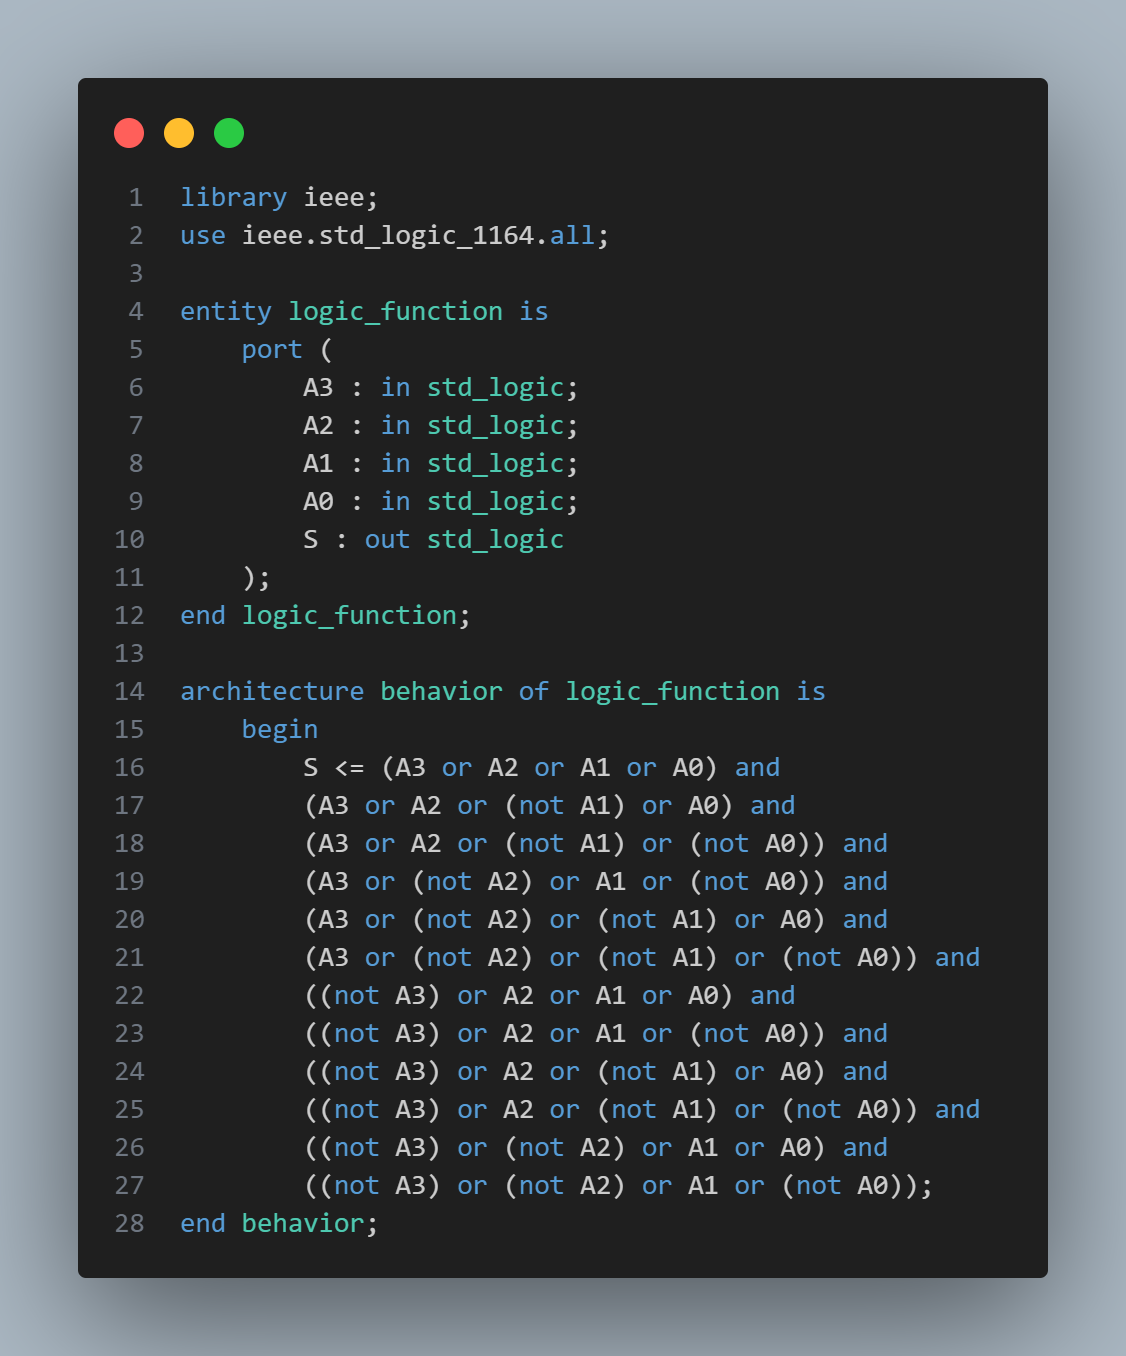 1 library ieee;
2 use ieee.std_logic_1164.all;
3
4 entity logic_function is
5     port (
6         A3 : in std_logic;
7         A2 : in std_logic;
8         A1 : in std_logic;
9         A0 : in std_logic;
10         S : out std_logic
11     );
12 end logic_function;
13
14 architecture behavior of logic_function is
15     begin
16         S <= (A3 or A2 or A1 or A0) and
17         (A3 or A2 or (not A1) or A0) and
18         (A3 or A2 or (not A1) or (not A0)) and
19         (A3 or (not A2) or A1 or (not A0)) and
20         (A3 or (not A2) or (not A1) or A0) and
21         (A3 or (not A2) or (not A1) or (not A0)) and
22         ((not A3) or A2 or A1 or A0) and
23         ((not A3) or A2 or A1 or (not A0)) and
24         ((not A3) or A2 or (not A1) or A0) and
25         ((not A3) or A2 or (not A1) or (not A0)) and
26         ((not A3) or (not A2) or A1 or A0) and
27         ((not A3) or (not A2) or A1 or (not A0));
28 end behavior;